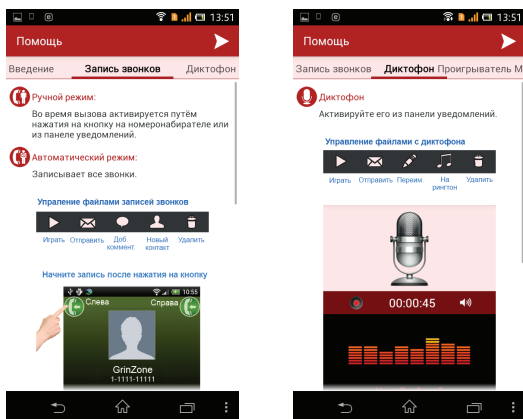 13:51
Помощь
Введение Запись звонков Диктофон
Ручной режим:
Во время вызова активируется путём
нажатия на кнопку на номеронабирателе или
из панеле уведомлений.
Автоматический режим:
Записывает все звонки.
Упраление файлами записей звонков
Играть Отправить Доб. коммент. Новый контакт Удалить
Начните запись после нажатия на кнопку
10:55
Слева Справа
GrinZone
1-1111-11111
13:51
Помощь
Запись звонков Диктофон Проигрыватель М
Диктофон
Активируйте его из панели уведомлений.
Управление файлами с диктофона
Играть Отправить Переим. На рингтон Удалить
00:00:45